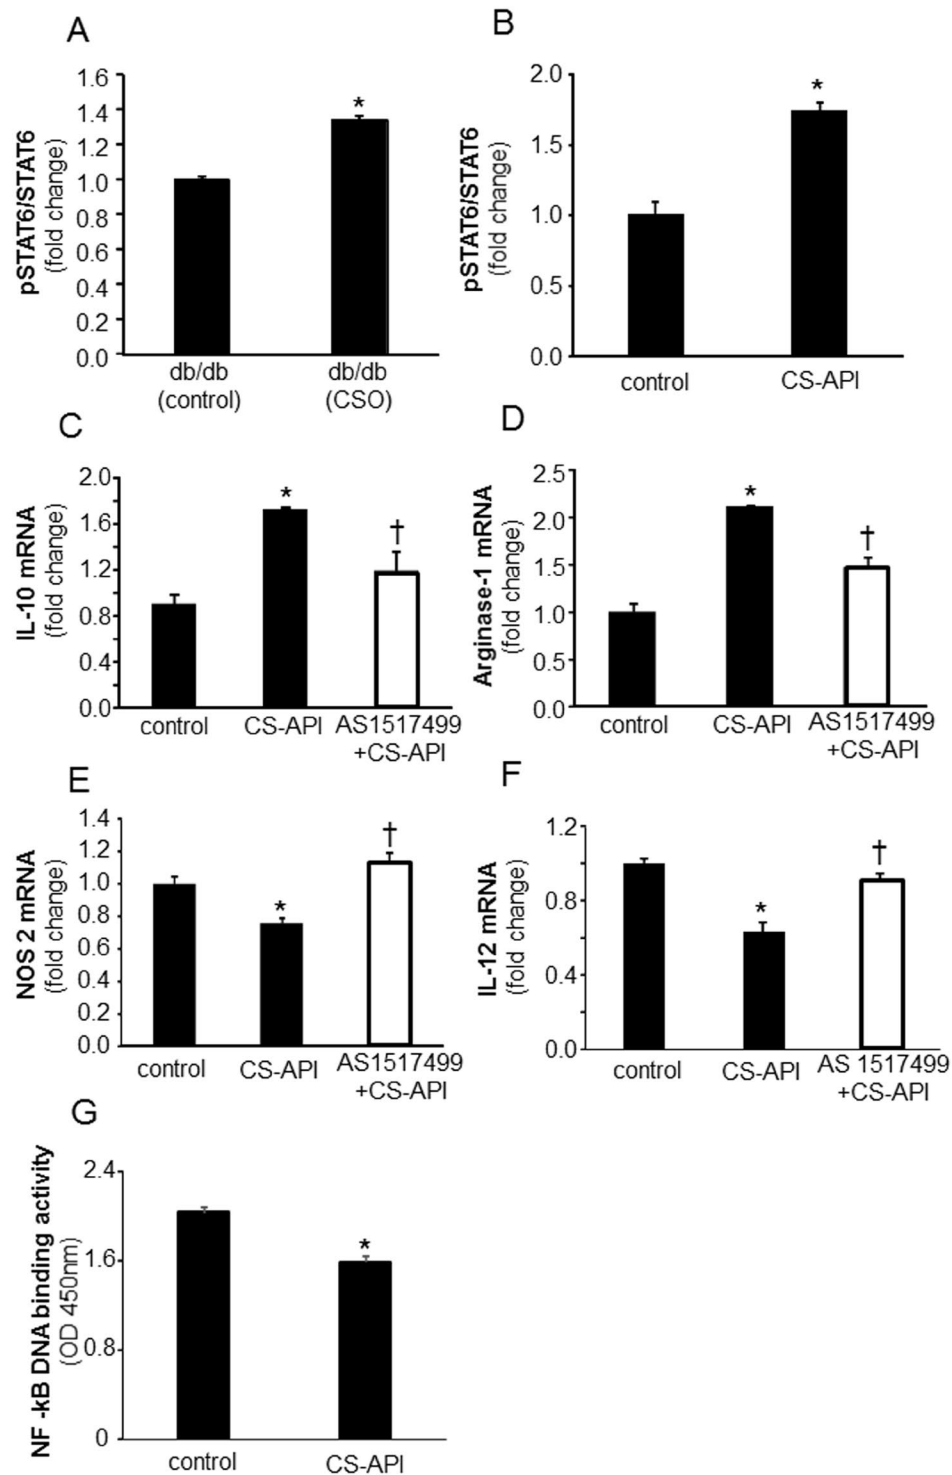 A
pSTAT6/STAT6
(fold change)
1.6
1.4
1.2
1.0
0.8
0.6
0.4
0.2
0.0
*
db/db
(control)
db/db
(CSO)
B
pSTAT6/STAT6
(fold change)
2.0
1.5
1.0
0.5
0.0
*
control
CS-API
C
IL-10 mRNA
(fold change)
2.0
1.6
1.2
0.8
0.4
0.0
*
†
control
CS-API
AS1517499
+CS-API
D
Arginase-1 mRNA
(fold change)
2.5
2.0
1.5
1.0
0.5
0.0
*
†
control
CS-API
AS1517499
+CS-API
E
NOS 2 mRNA
(fold change)
1.4
1.2
1.0
0.8
0.6
0.4
0.2
0.0
*
†
control
CS-API
AS1517499
+CS-API
F
IL-12 mRNA
(fold change)
1.2
0.8
0.4
0.0
*
†
control
CS-API
AS 1517499
+CS-API
G
NF -kB DNA binding activity
(OD 450nm)
2.4
1.6
0.8
0
*
control
CS-API